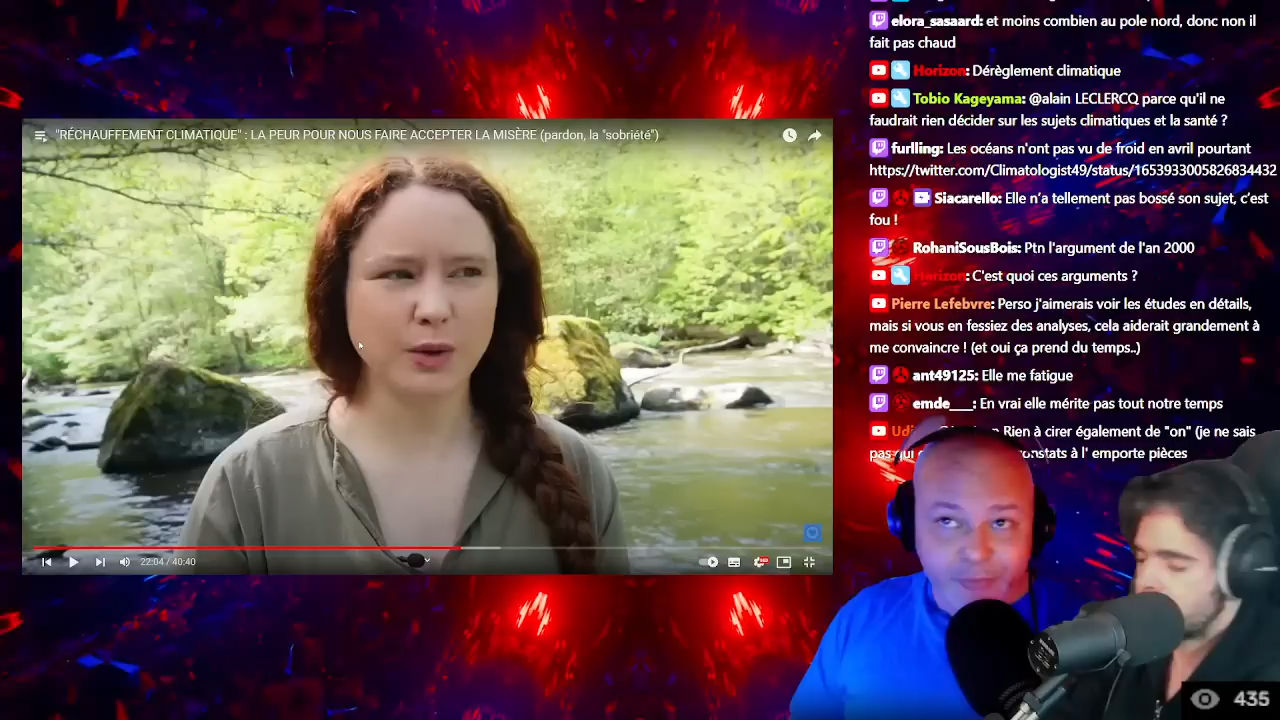 "RÉCHAUFFEMENT CLIMATIQUE" : LA PEUR POUR NOUS FAIRE ACCEPTER LA MISÈRE (pardon, la "sobriété")
22:04 / 40:40
elora_sasaard: et moins combien au pole nord, donc non il
fait pas chaud
Horizon: Dérèglement climatique
Tobio Kageyama: @alain LECLERCQ parce qu'il ne
faudrait rien décider sur les sujets climatiques et la santé ?
furlling: Les océans n'ont pas vu de froid en avril pourtant
https://twitter.com/Climatologist49/status/1653933005826834432
Siacarello: Elle n'a tellement pas bossé son sujet, c'est
fou !
RohaniSousBois: Ptn l'argument de l'an 2000
Horizon: C'est quoi ces arguments ?
Pierre Lefebvre: Perso j'aimerais voir les études en détails,
mais si vous en fessiez des analyses, cela aiderait grandement à
me convaincre ! (et oui ça prend du temps..)
ant49125: Elle me fatigue
emde___: En vrai elle mérite pas tout notre temps
Rien à cirer également de "on" (je ne sais
constats à l' emporte pièces
435